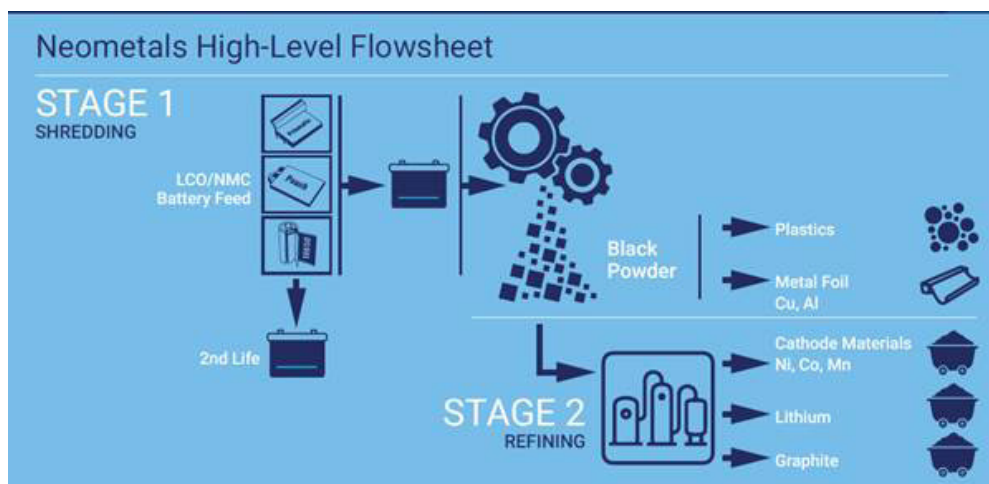 Neometals High-Level Flowsheet
STAGE 1
SHREDDING
LCO/NMC
Battery Feed
Pouch
2nd Life
Black
Powder
Plastics
Metal Foil
Cu, Al
STAGE 2
REFINING
Cathode Materials
Ni, Co, Mn
Lithium
Graphite